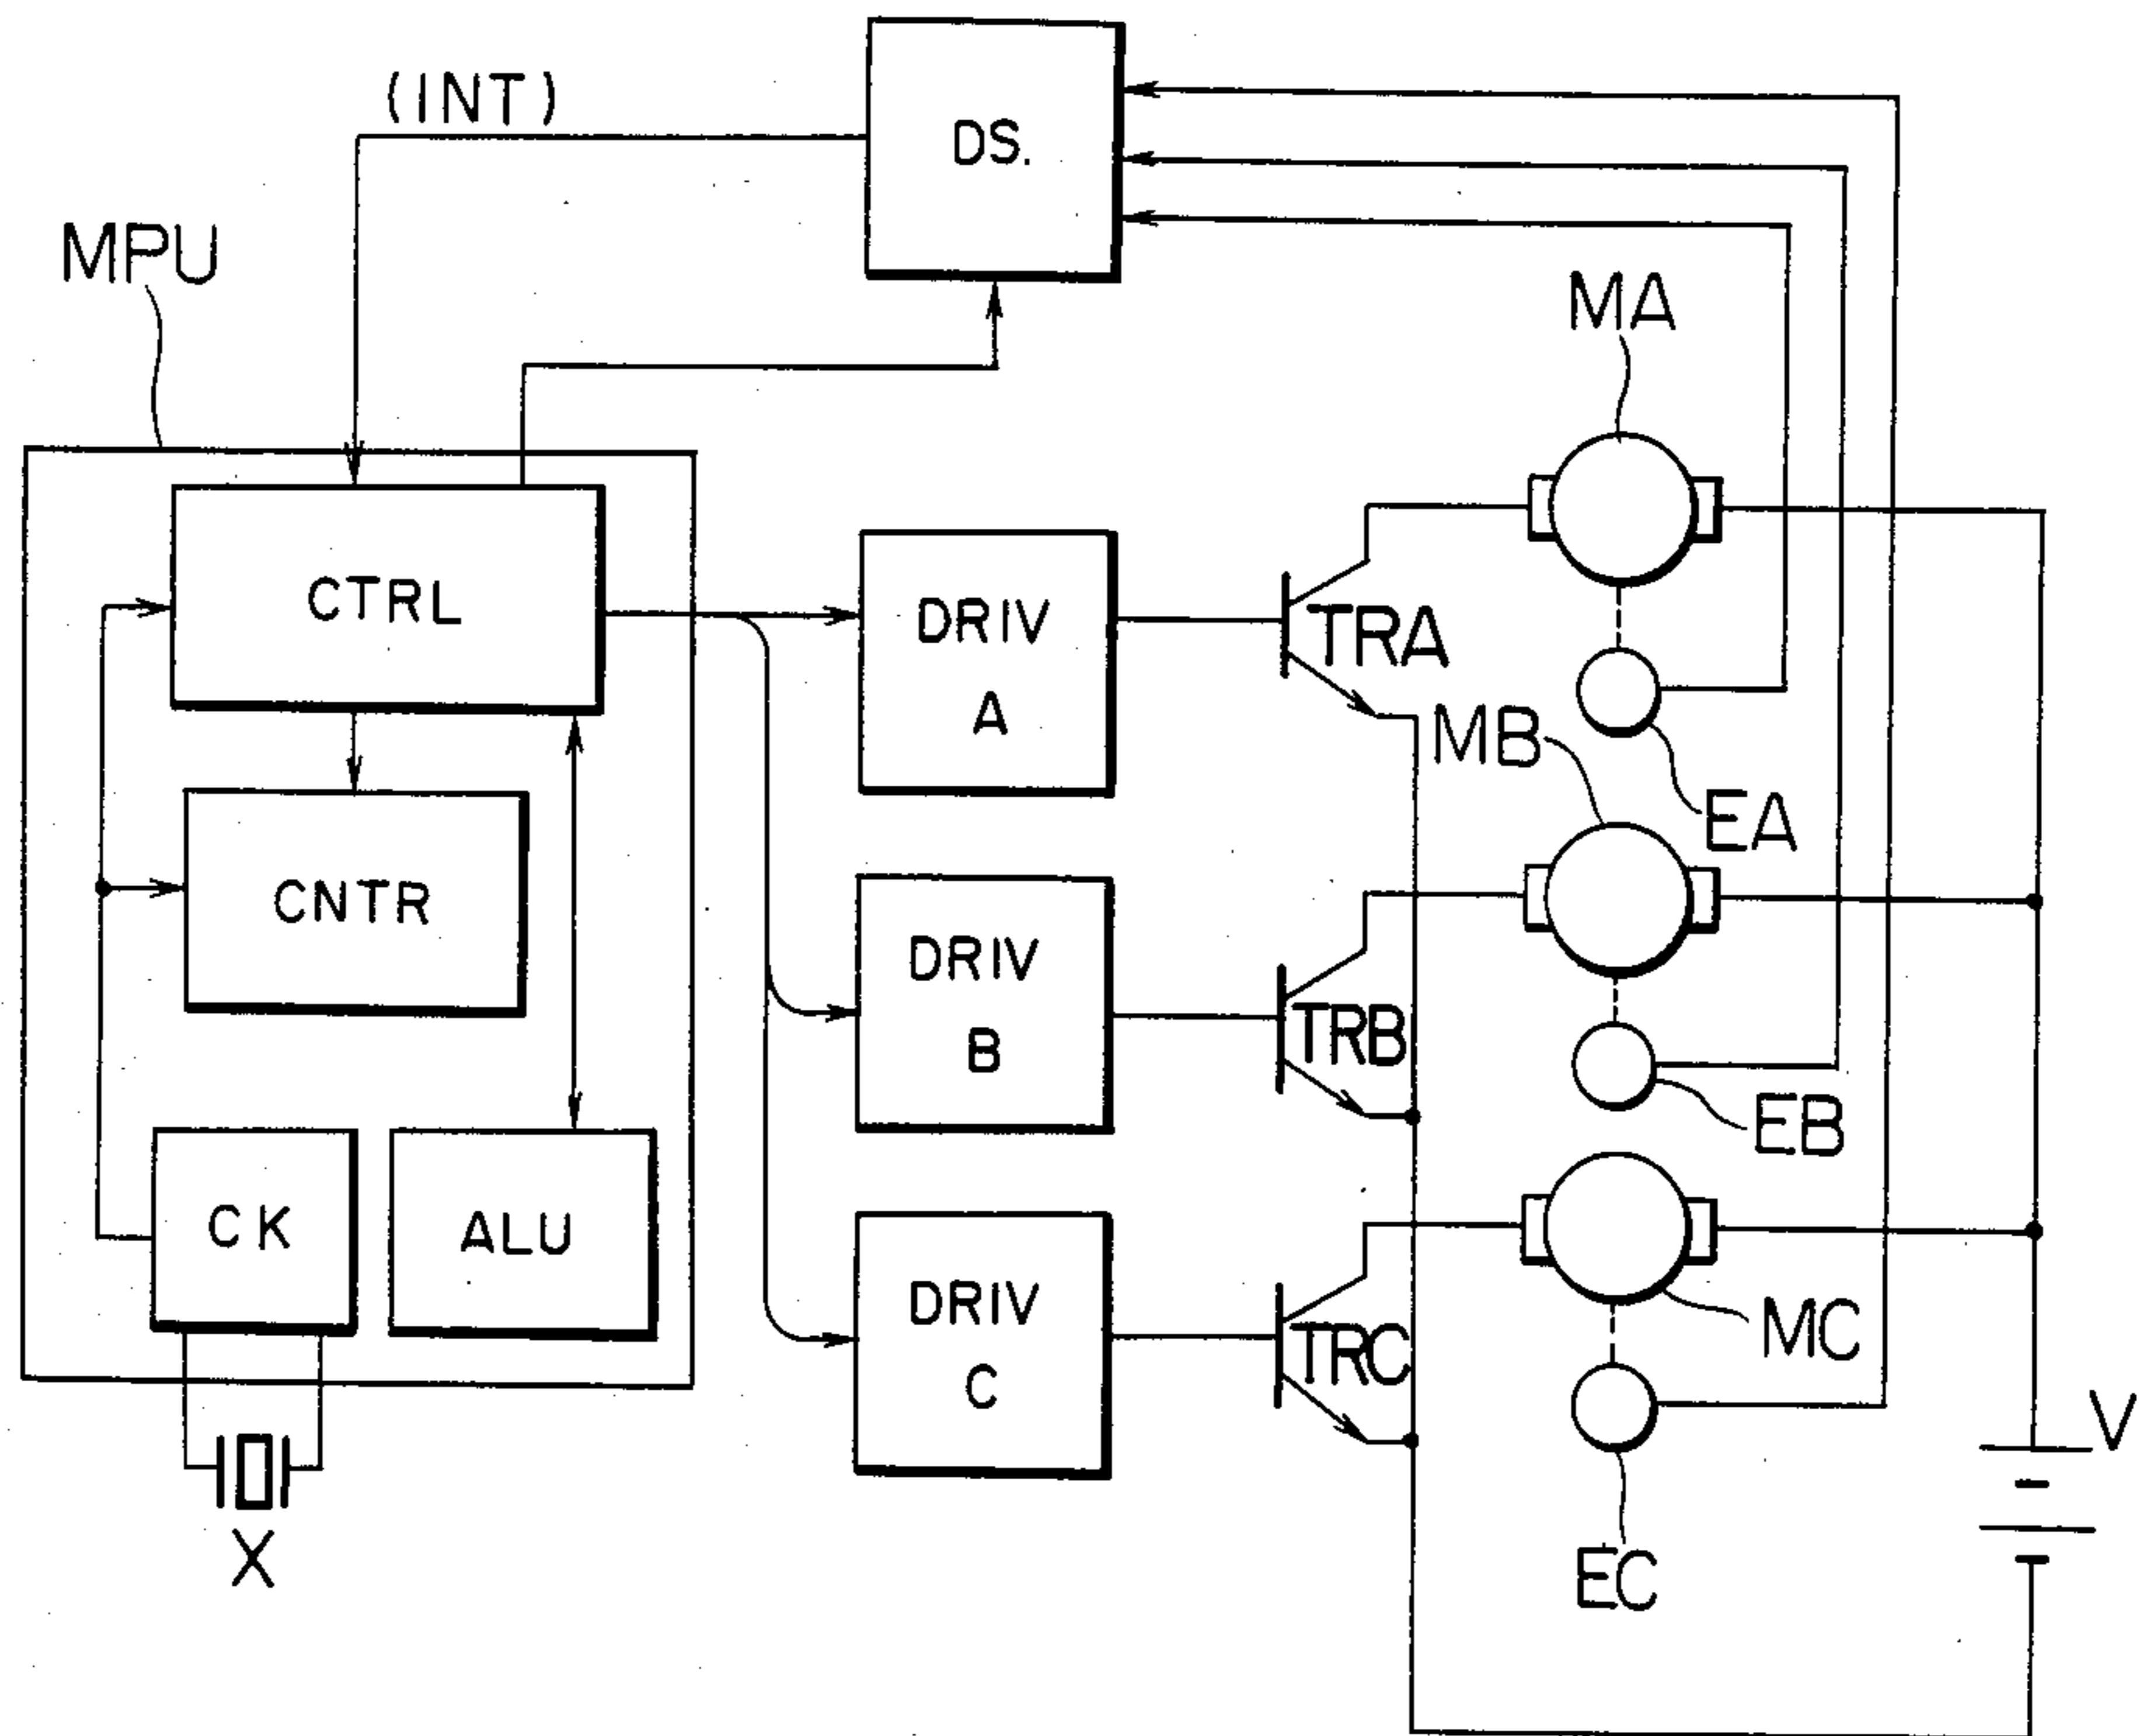 (INT)
DS.
MPU
MA
CTRL
DRIV
A
TRA
MB
EA
CNTR
DRIV
B
TRB
EB
CK
ALU
DRIV
C
TRC
MC
V
X
EC